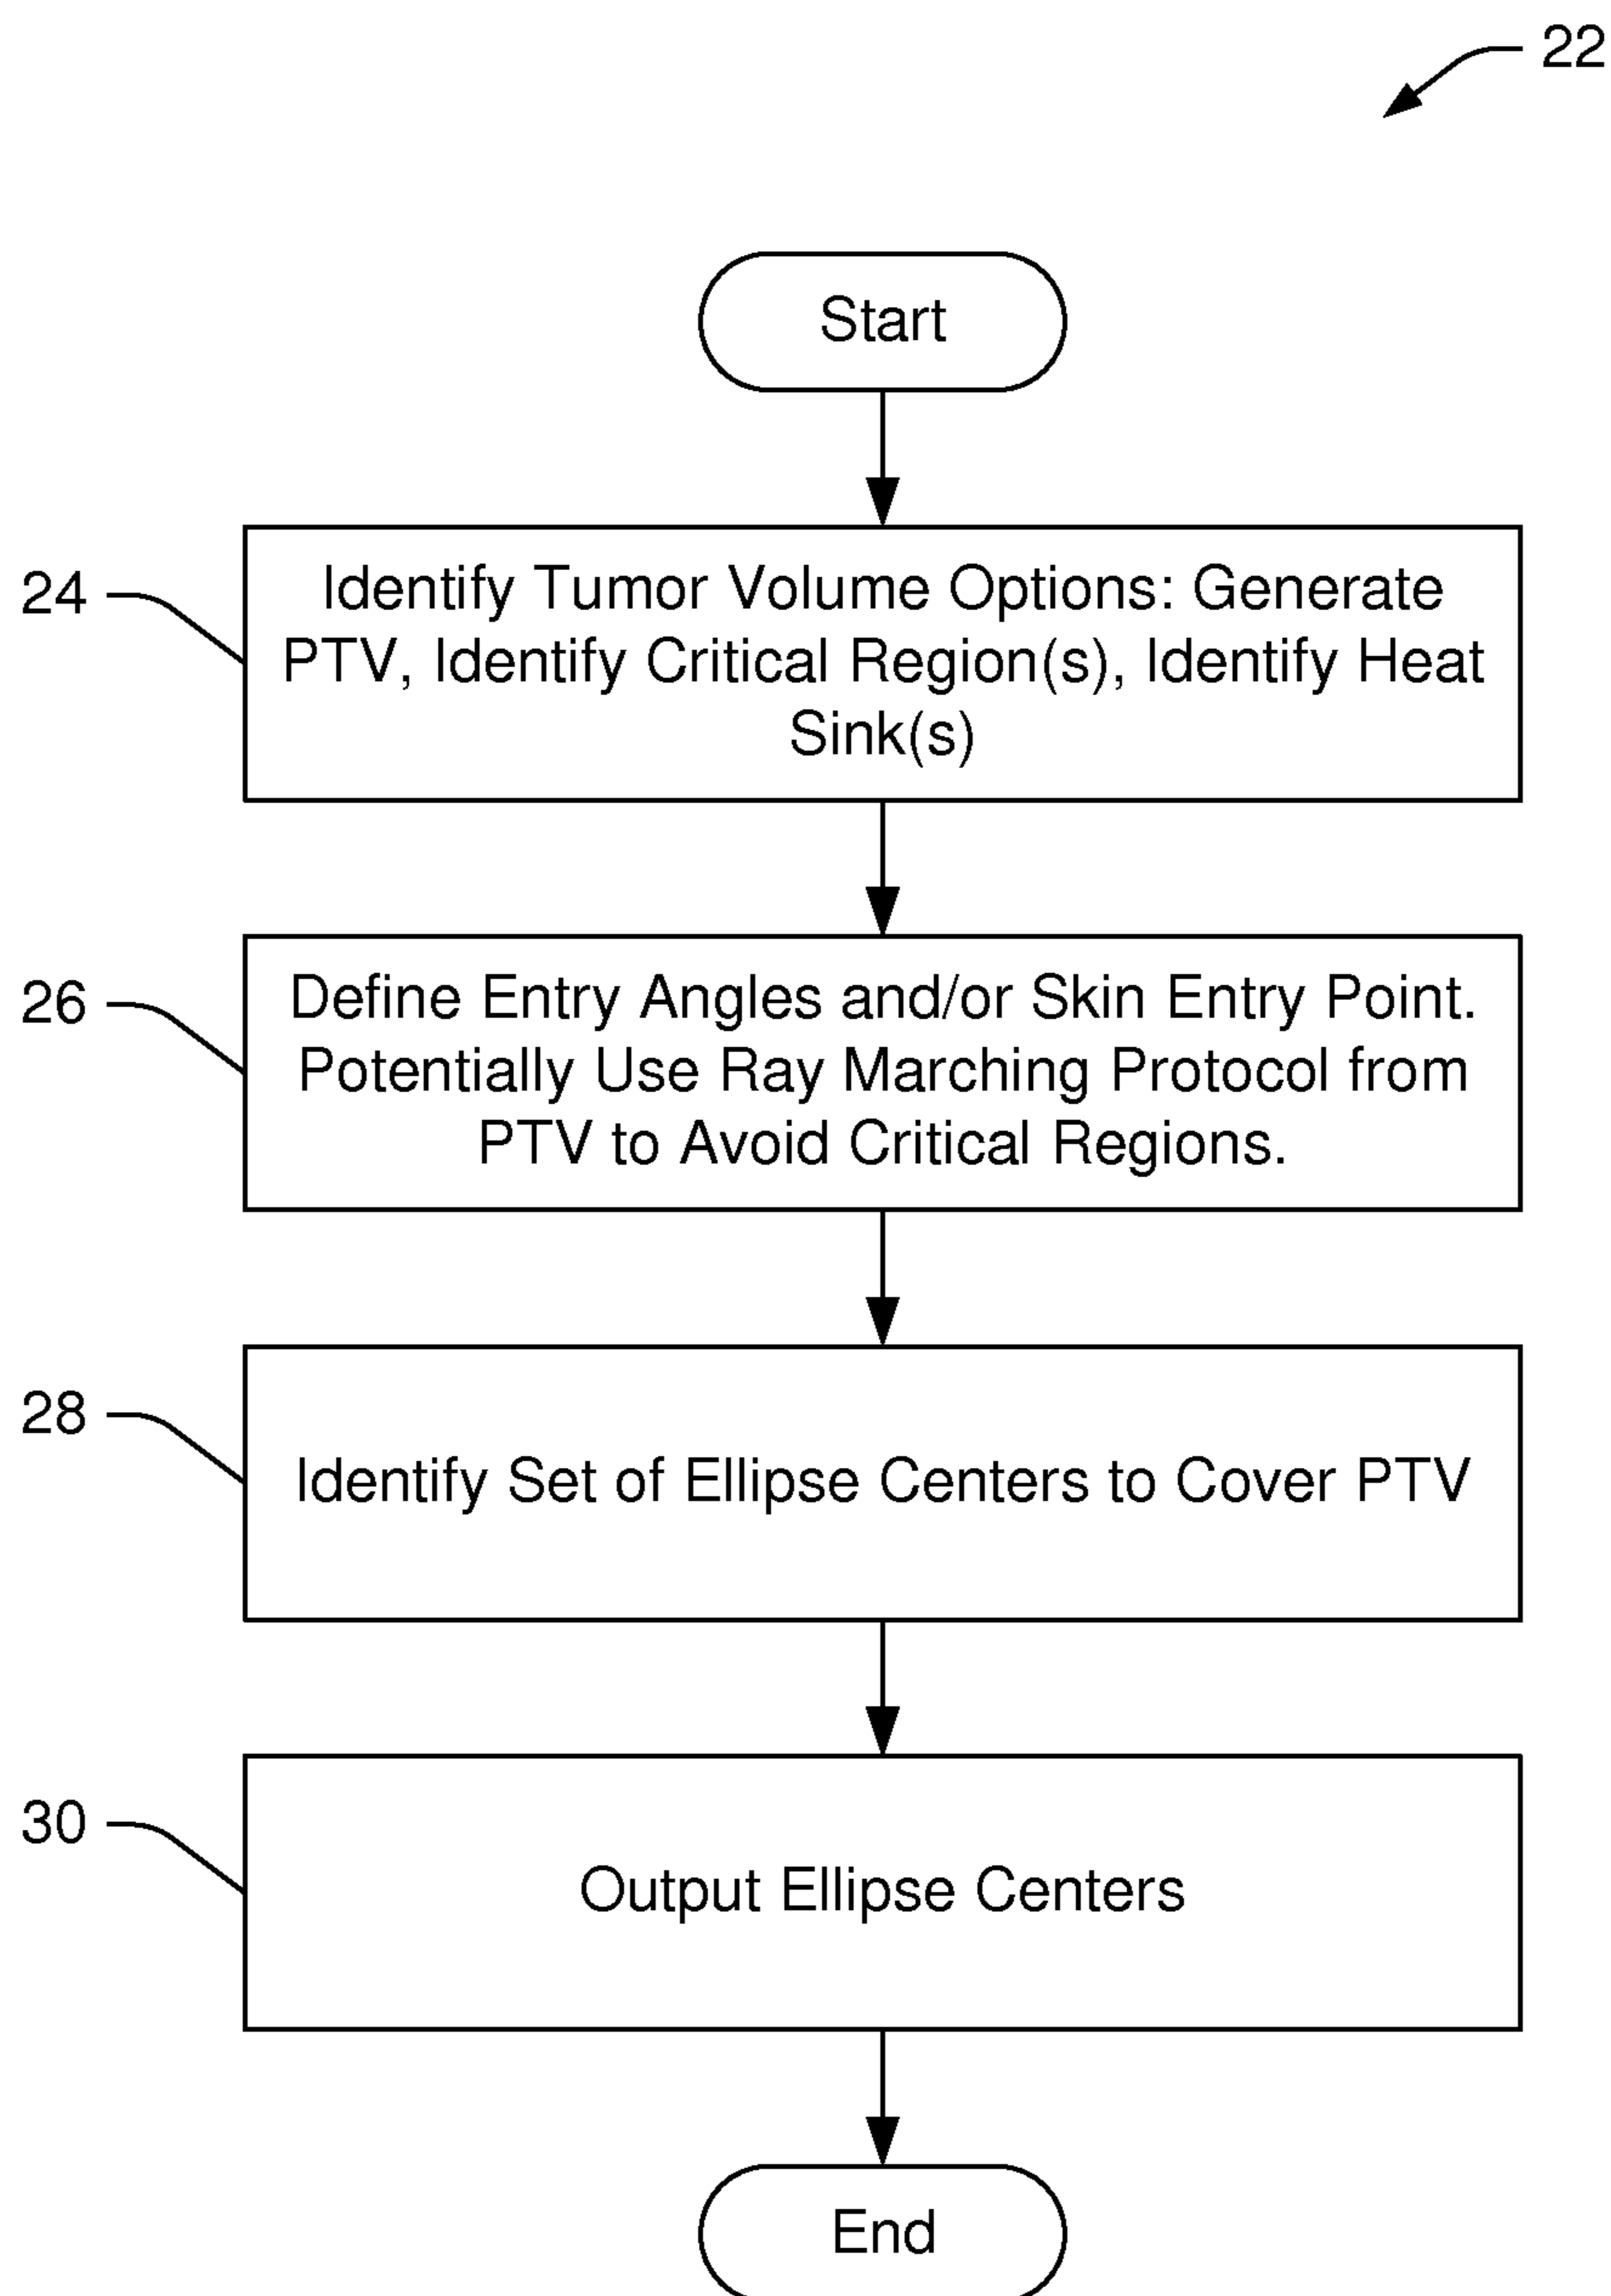 22
Start
24
Identify Tumor Volume Options: Generate
PTV, Identify Critical Region(s), Identify Heat
Sink(s)
26
Define Entry Angles and/or Skin Entry Point.
Potentially Use Ray Marching Protocol from
PTV to Avoid Critical Regions.
28
Identify Set of Ellipse Centers to Cover PTV
30
Output Ellipse Centers
End